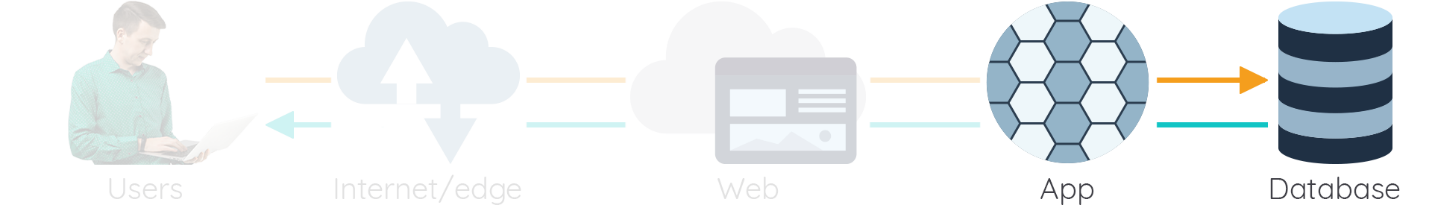 Users
Internet/edge
Web
App
Database